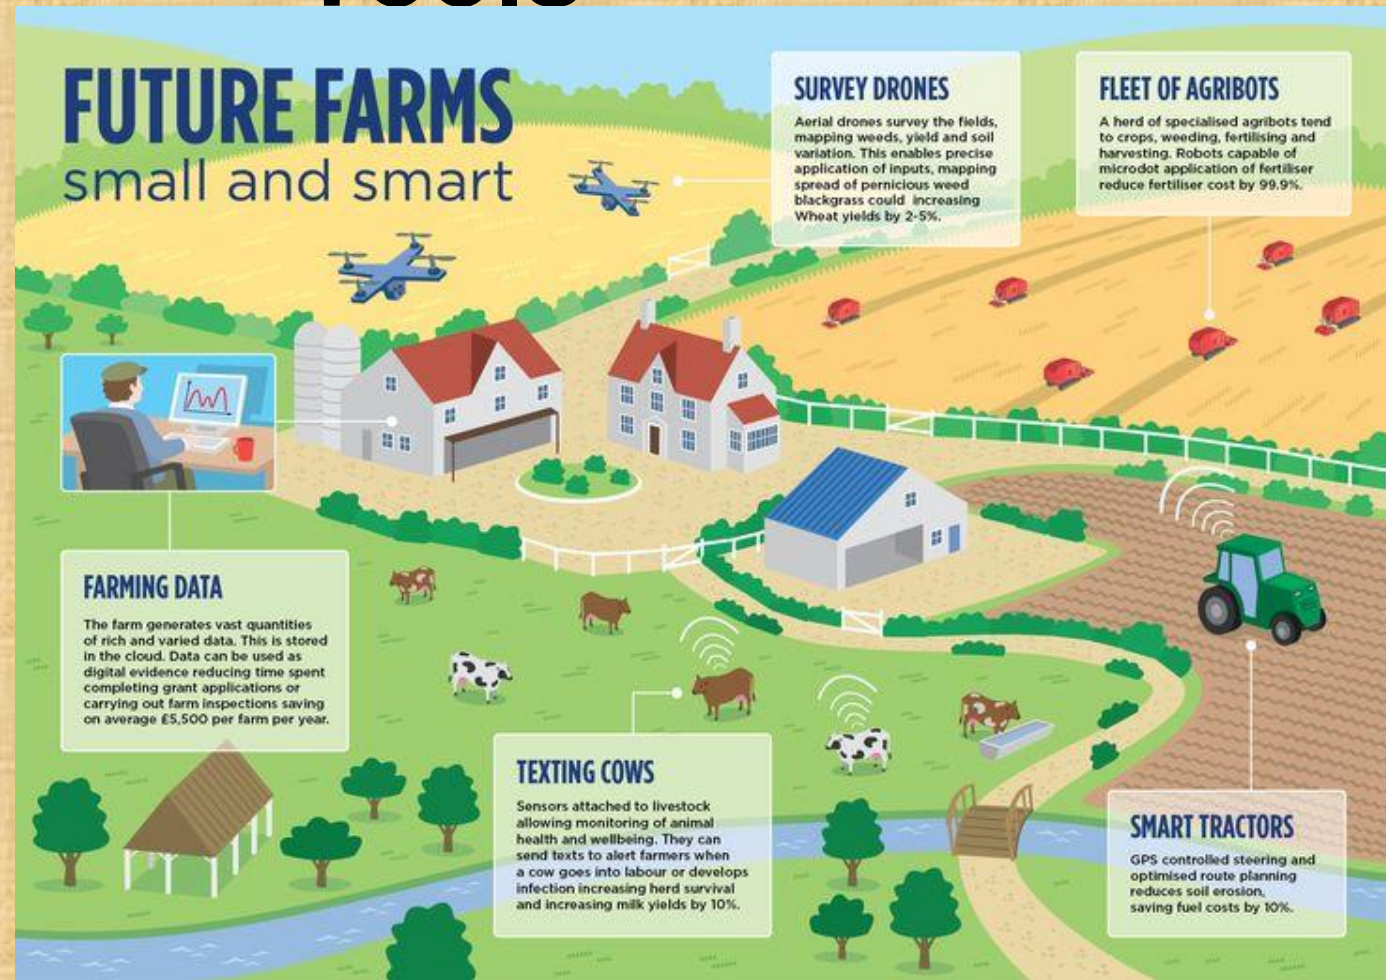 FUTURE FARMS
small and smart
SURVEY DRONES
Aerial drones survey the fields,
mapping weeds, yield and soil
variation. This enables precise
application of inputs, mapping
spread of pernicious weed
blackgrass could increasing
Wheat yields by 2-5%.
FLEET OF AGRIBOTS
A herd of specialised agribots tend
to crops, weeding, fertilising and
harvesting. Robots capable of
microdot application of fertiliser
reduce fertiliser cost by 99.9%.
FARMING DATA
The farm generates vast quantities
of rich and varied data. This is stored
in the cloud. Data can be used as
digital evidence reducing time spent
completing grant applications or
carrying out farm inspections saving
on average £5,500 per farm per year.
TEXTING COWS
Sensors attached to livestock
allowing monitoring of animal
health and wellbeing. They can
send texts to alert farmers when
a cow goes into labour or develops
infection increasing herd survival
and increasing milk yields by 10%.
SMART TRACTORS
GPS controlled steering and
optimised route planning
reduces soil erosion,
saving fuel costs by 10%.